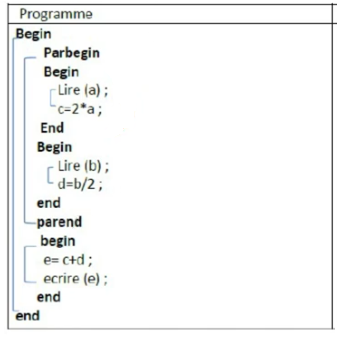 Programme
Begin
Parbegin
Begin
Lire (a) ;
c=2*a ;
End
Begin
Lire (b) ;
d=b/2 ;
end
parend
begin
e= c+d ;
ecrire (e) ;
end
end